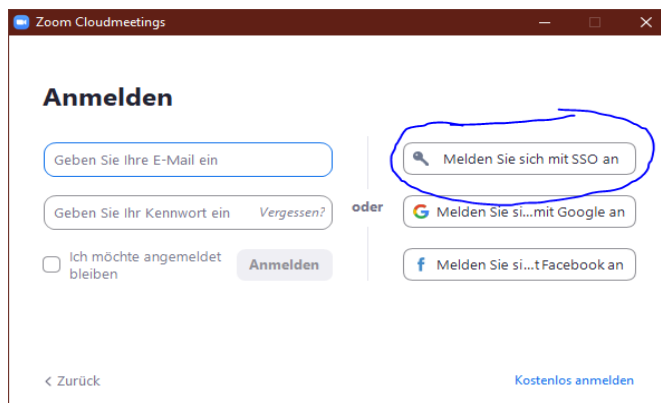 Zoom Cloudmeetings
Anmelden
Geben Sie Ihre E-Mail ein
Geben Sie Ihr Kennwort ein Vergessen?
Ich möchte angemeldet
bleiben
Anmelden
oder
Melden Sie sich mit SSO an
Melden Sie si...mit Google an
Melden Sie si...t Facebook an
Zurück
Kostenlos anmelden